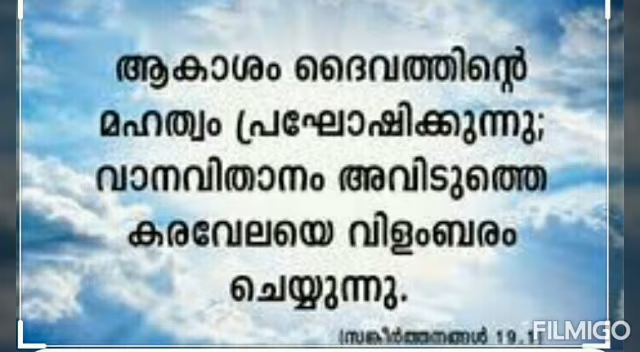 ആകാശം ദൈവത്തിന്റെ
മഹത്വം പ്രഘോഷിക്കുന്നു;
വാനവിതാനം അവിടുത്തെ
കരവേലയെ വിളംബരം
ചെയ്യുന്നു.
(സങ്കീർത്തനങ്ങൾ 19.1)
FILMIGO